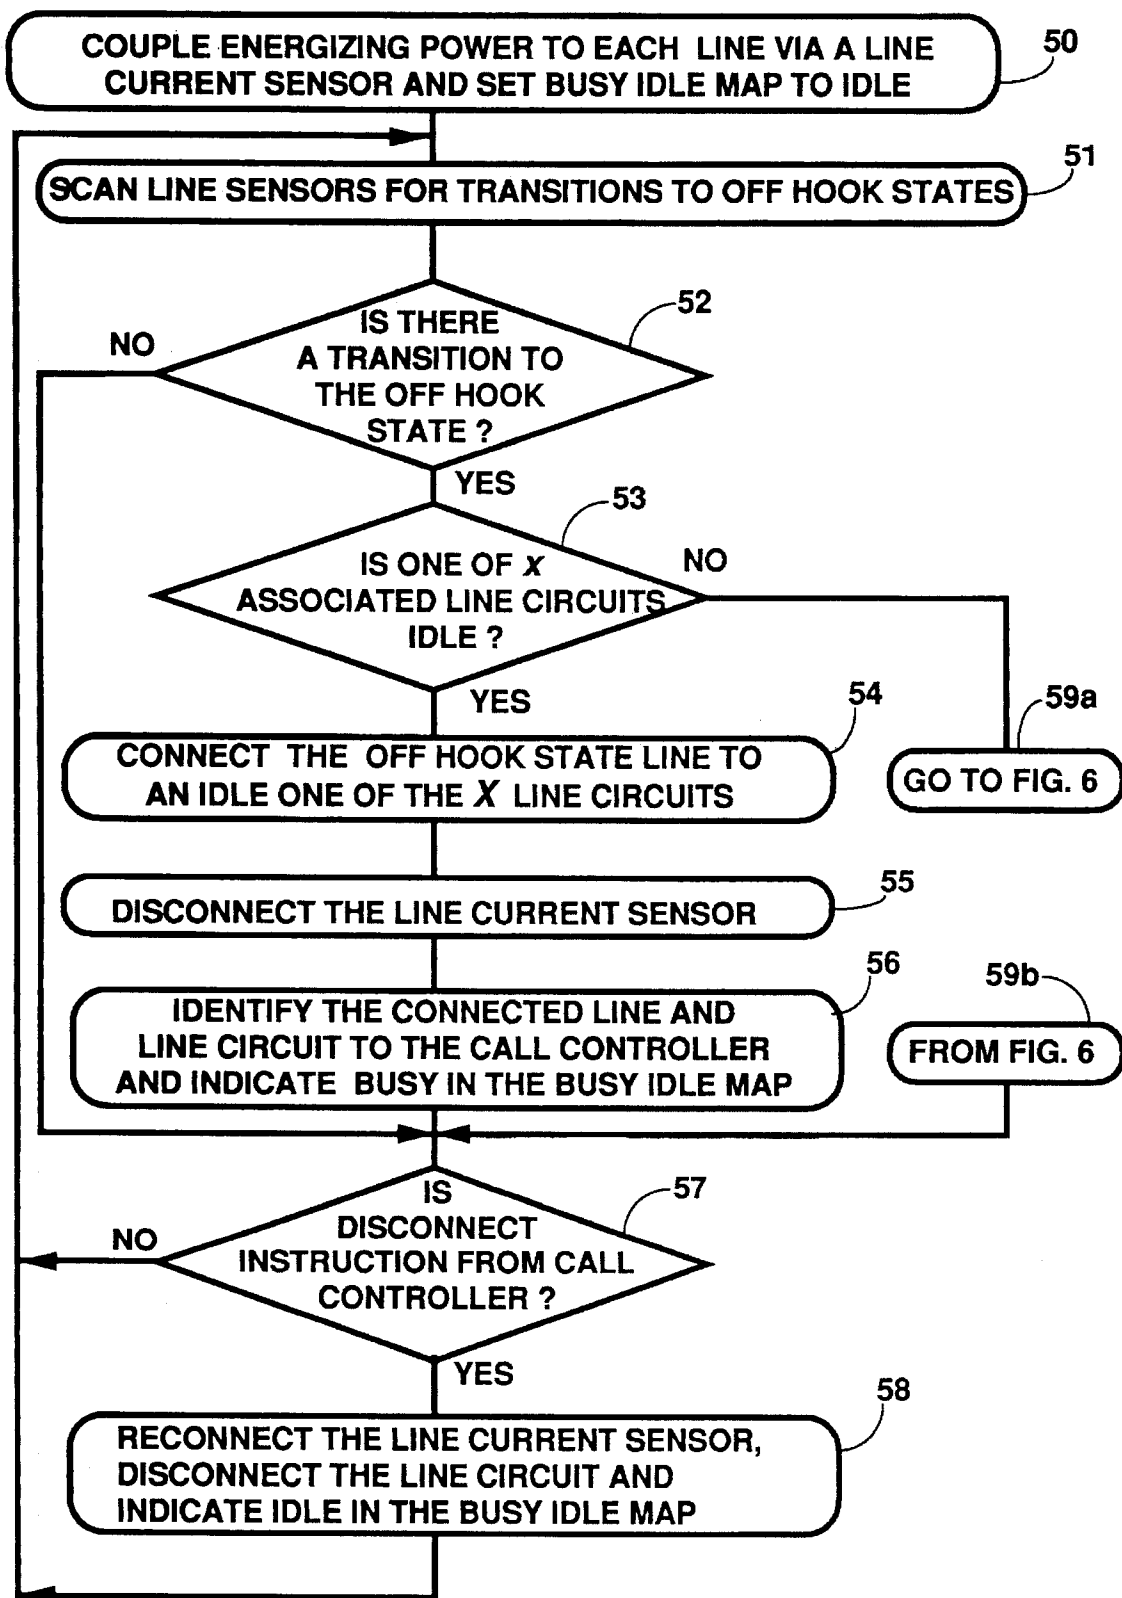 COUPLE ENERGIZING POWER TO EACH LINE VIA A LINE
CURRENT SENSOR AND SET BUSY IDLE MAP TO IDLE
50
SCAN LINE SENSORS FOR TRANSITIONS TO OFF HOOK STATES
51
IS THERE
A TRANSITION TO
THE OFF HOOK
STATE ?
52
NO
YES
IS ONE OF x
ASSOCIATED LINE CIRCUITS
IDLE ?
53
NO
YES
CONNECT THE OFF HOOK STATE LINE TO
AN IDLE ONE OF THE X LINE CIRCUITS
54
59a
GO TO FIG. 6
DISCONNECT THE LINE CURRENT SENSOR
55
IDENTIFY THE CONNECTED LINE AND
LINE CIRCUIT TO THE CALL CONTROLLER
AND INDICATE BUSY IN THE BUSY IDLE MAP
56
59b
FROM FIG. 6
IS
DISCONNECT
INSTRUCTION FROM CALL
CONTROLLER ?
57
NO
YES
RECONNECT THE LINE CURRENT SENSOR,
DISCONNECT THE LINE CIRCUIT AND
INDICATE IDLE IN THE BUSY IDLE MAP
58